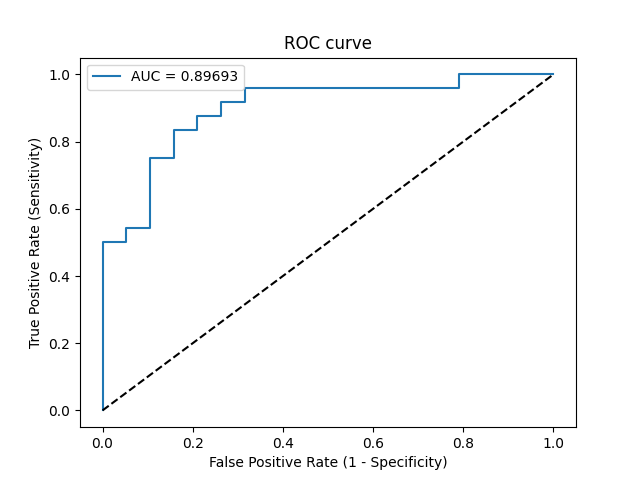 ROC curve
AUC = 0.89693
True Positive Rate (Sensitivity)
1.0
0.8
0.6
0.4
0.2
0.0
0.0 0.2 0.4 0.6 0.8 1.0
False Positive Rate (1 - Specificity)